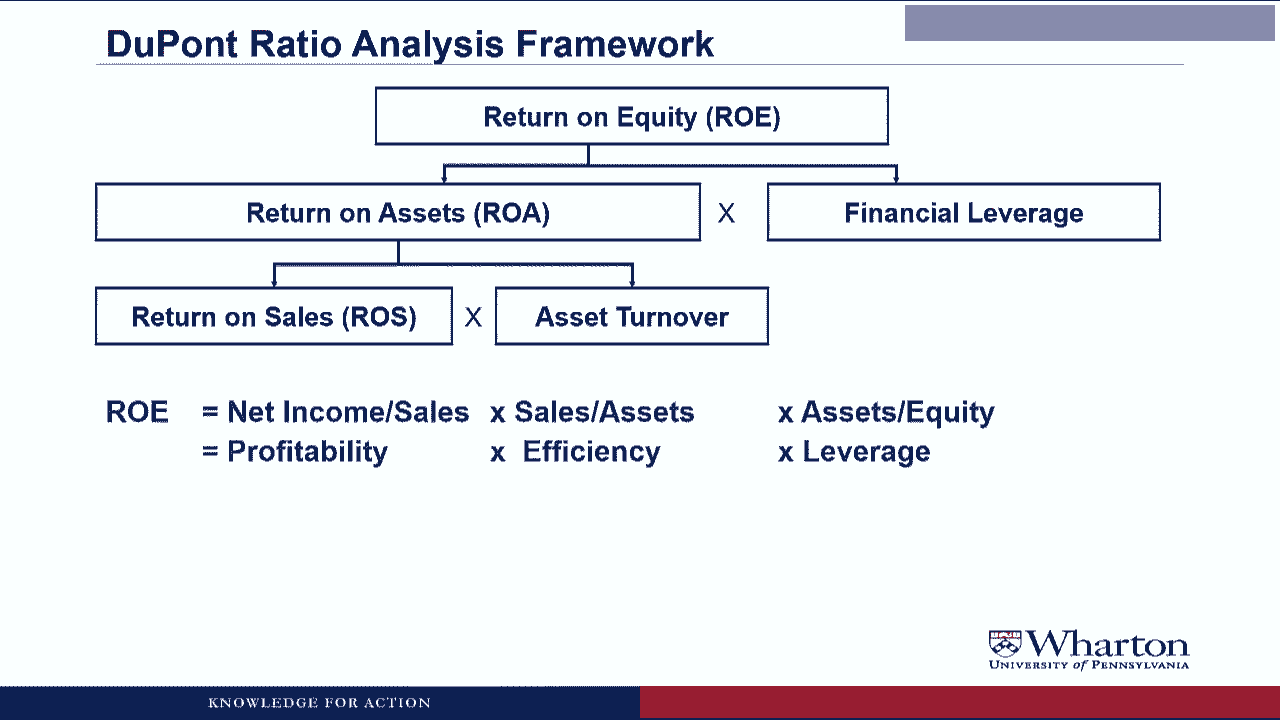 DuPont Ratio Analysis Framework
Return on Equity (ROE)
Return on Assets (ROA) X Financial Leverage
Return on Sales (ROS) X Asset Turnover
ROE = Net Income/Sales x Sales/Assets x Assets/Equity
= Profitability x Efficiency x Leverage
Wharton
UNIVERSITY of PENNSYLVANIA
KNOWLEDGE FOR ACTION